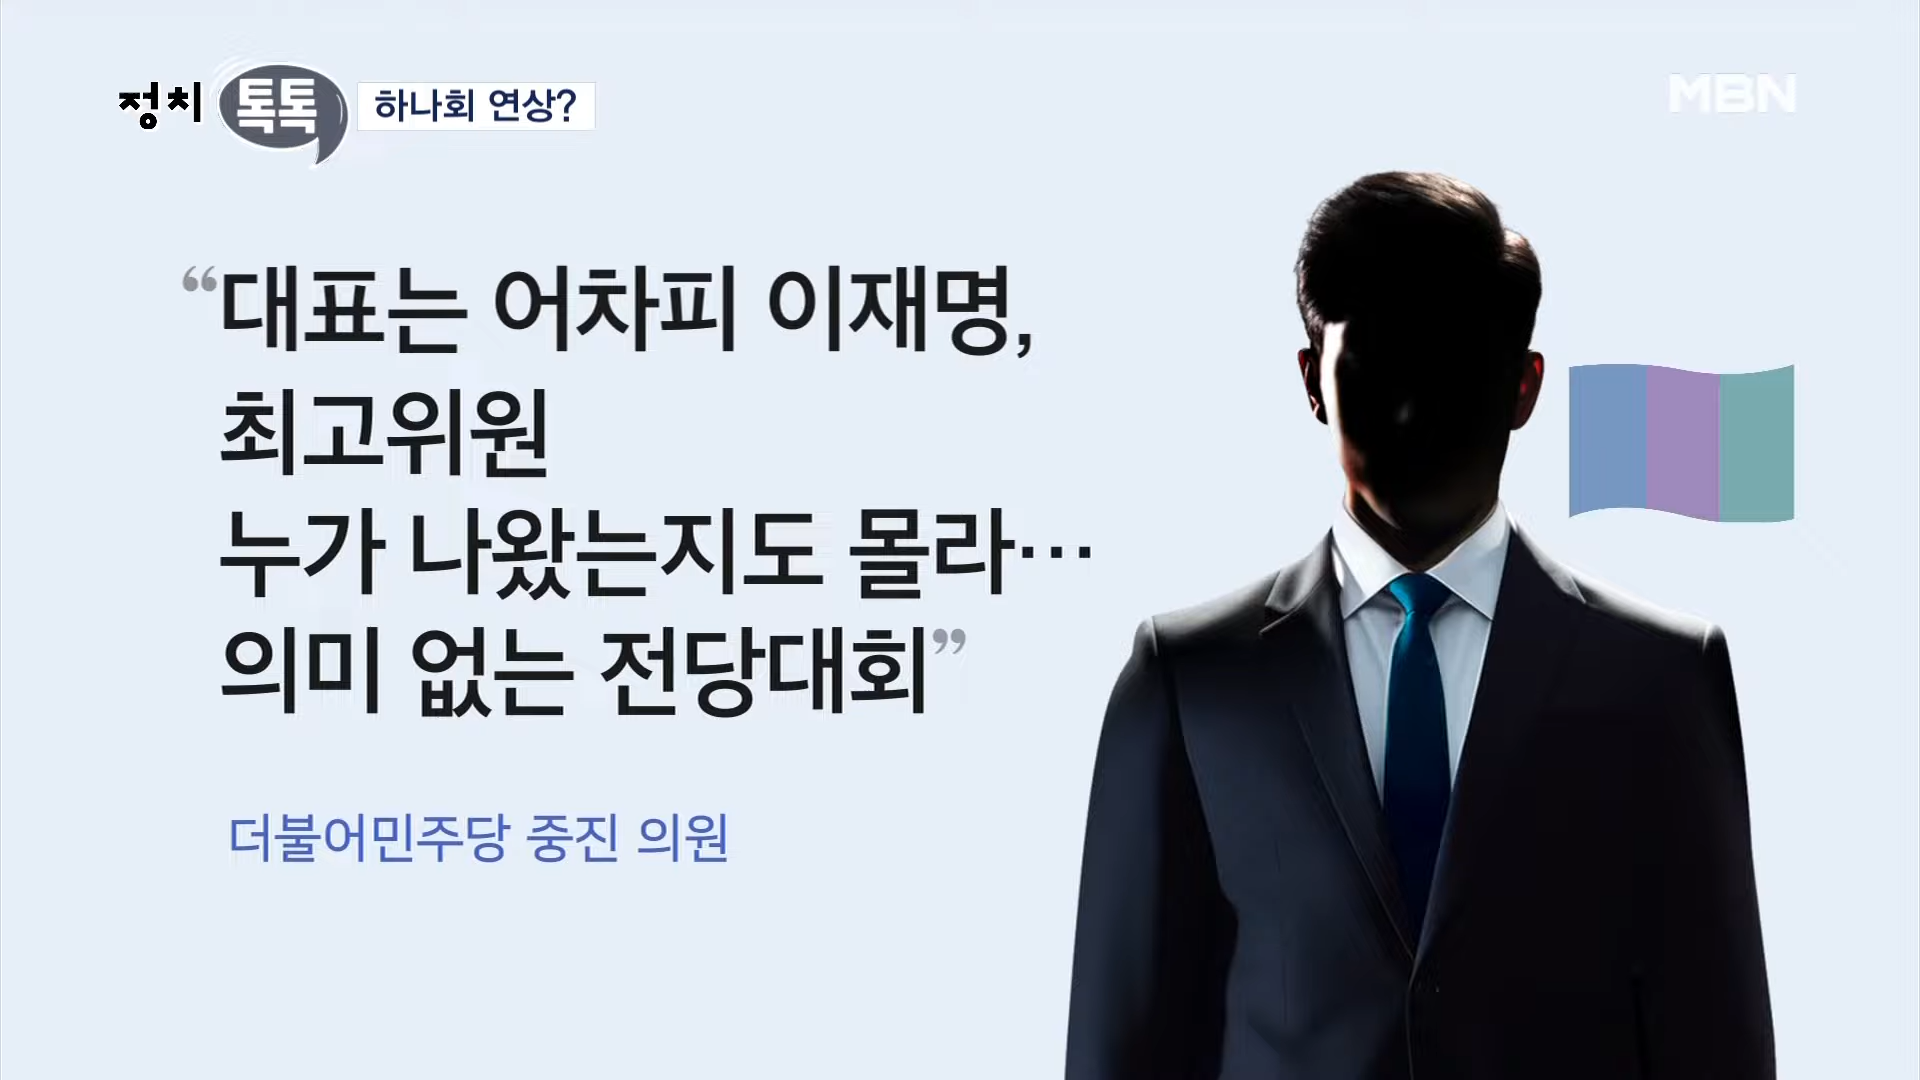 정치 톡톡 하나회 연상?
MBN
“대표는 어차피 이재명,
최고위원
누가 나왔는지도 몰라…
의미 없는 전당대회”
더불어민주당 중진 의원